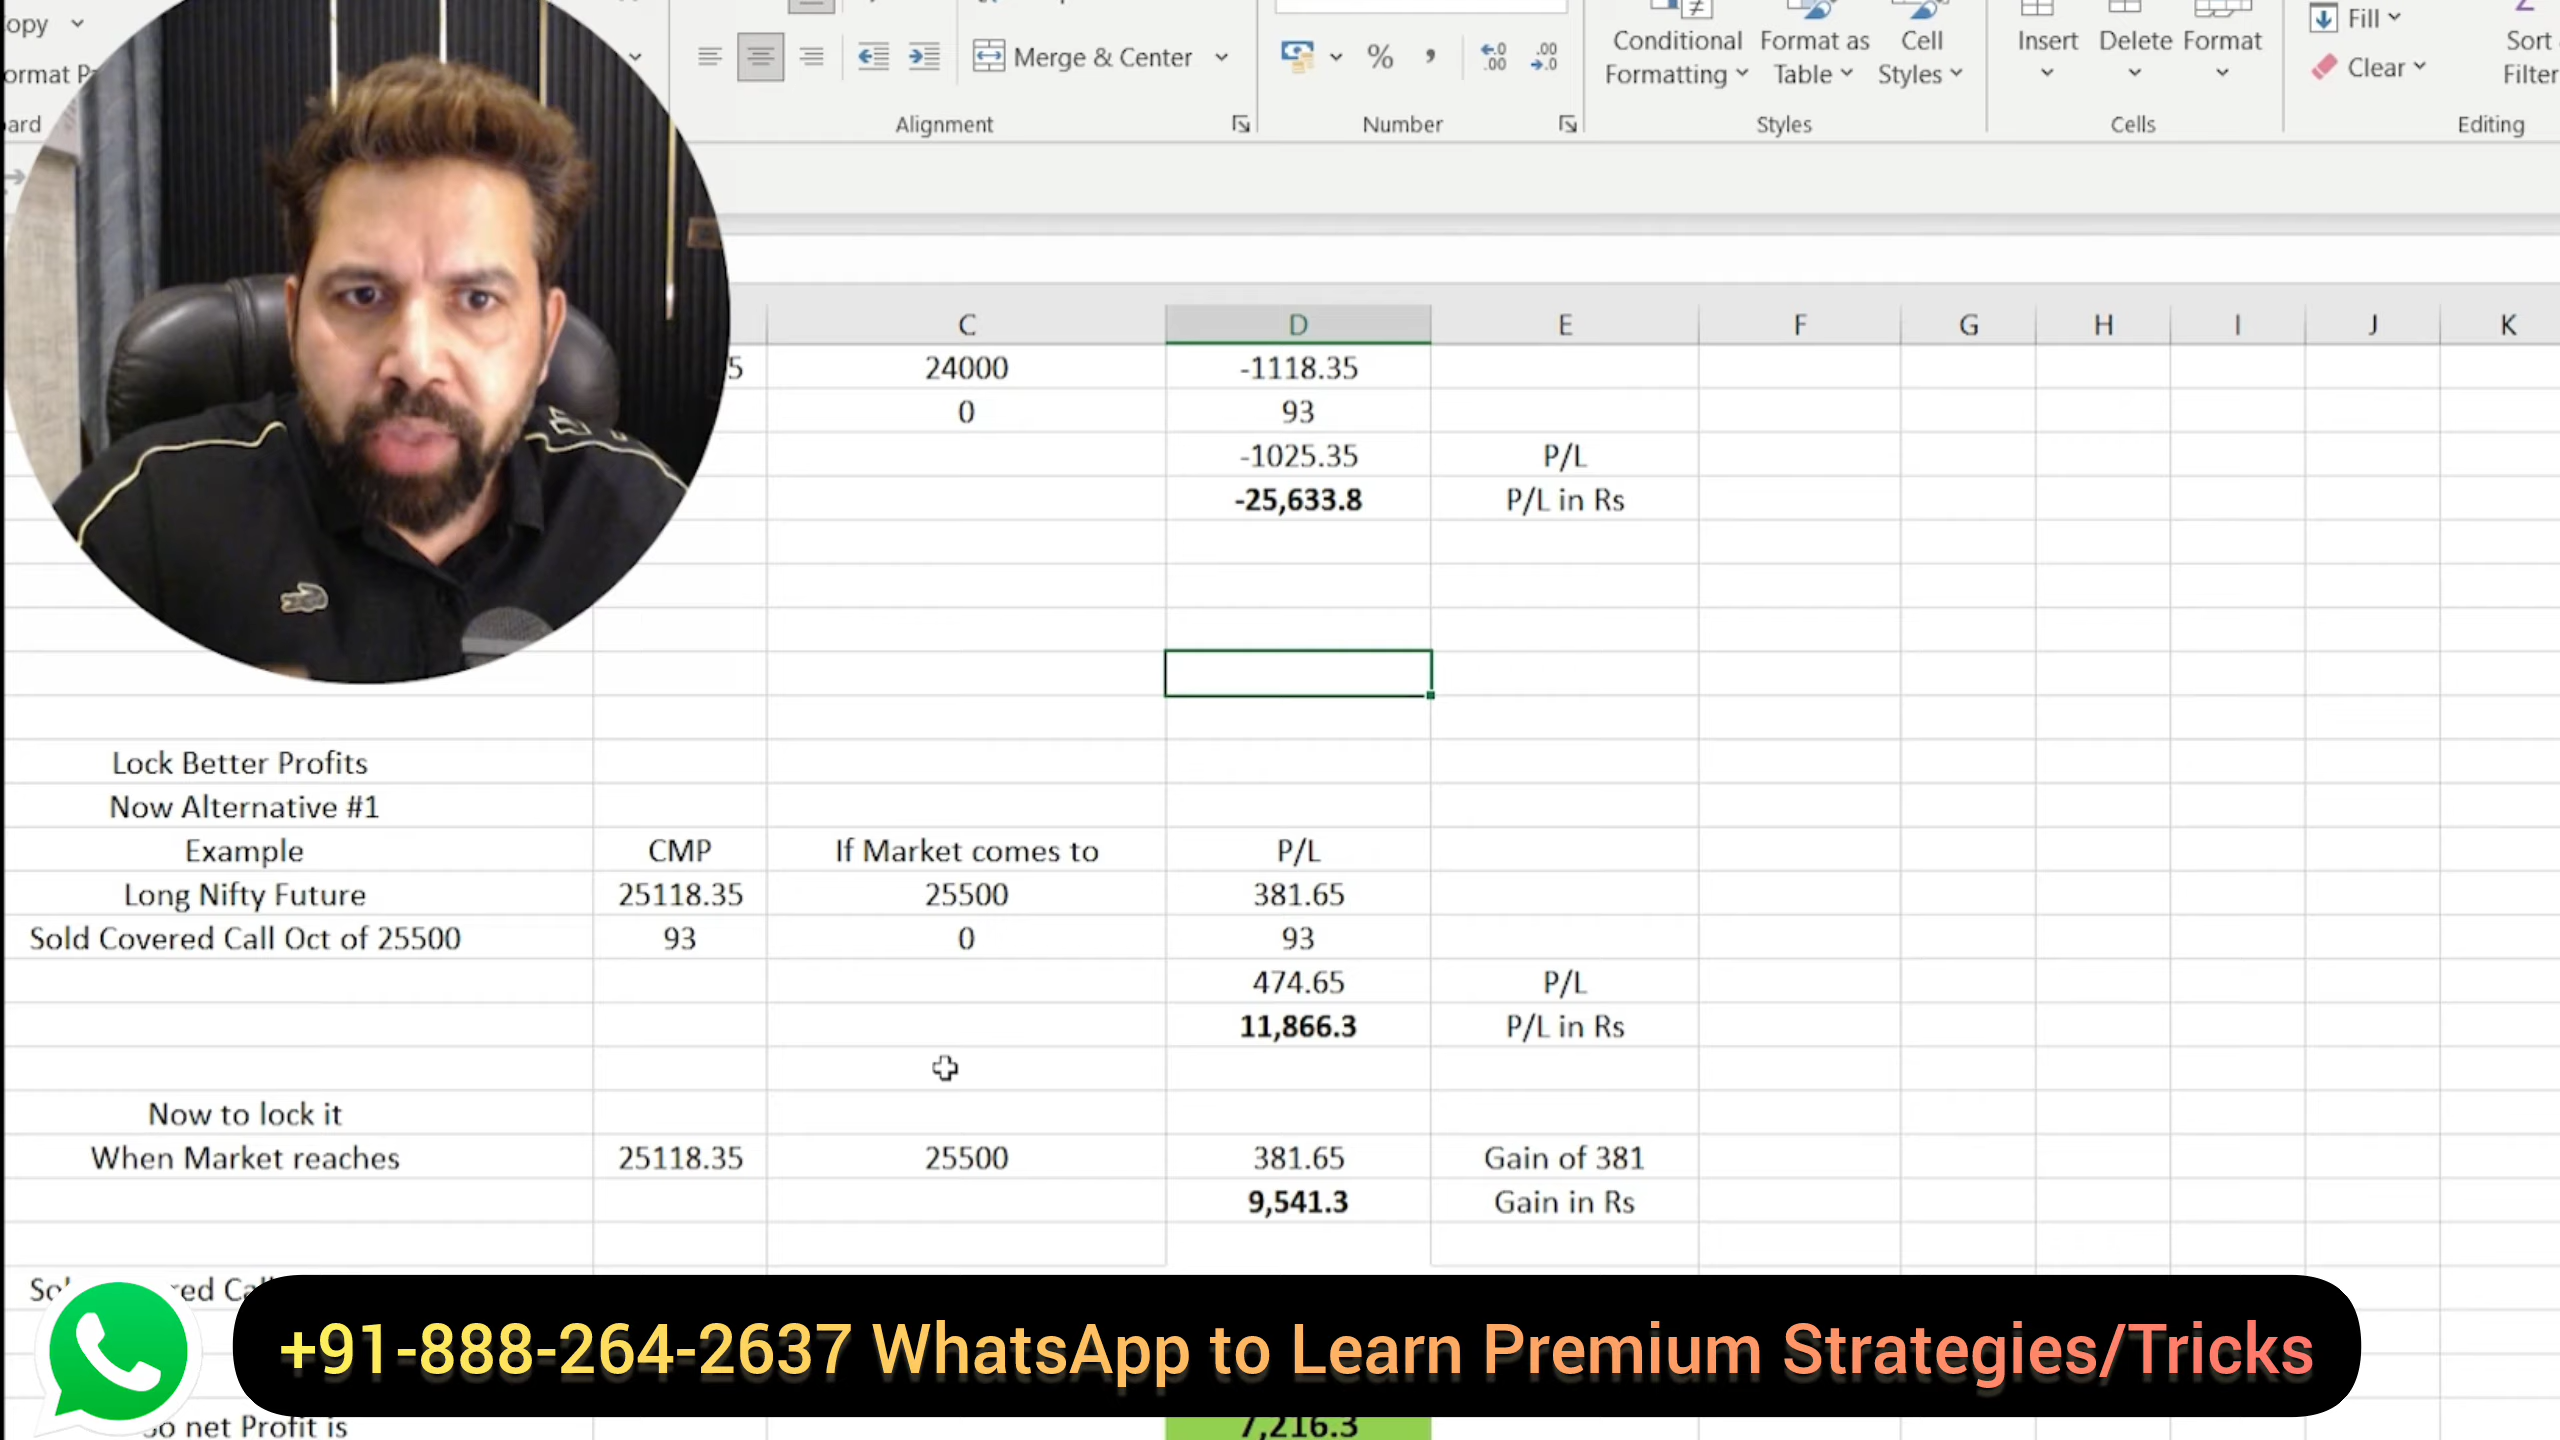 opy
ormat Pa
ard
Merge & Center
Alignment
%
Number
Conditional Formatting
Format as Table
Cell Styles
Styles
Insert
Delete
Format
Cells
Fill
Clear
Sort
Filter
Editing
C D E F G H I J K
5 24000 -1118.35
0 93
-1025.35 P/L
-25,633.8 P/L in Rs
Lock Better Profits
Now Alternative #1
Example CMP If Market comes to P/L
Long Nifty Future 25118.35 25500 381.65
Sold Covered Call Oct of 25500 93 0 93
474.65 P/L
11,866.3 P/L in Rs
Now to lock it
When Market reaches 25118.35 25500 381.65 Gain of 381
9,541.3 Gain in Rs
+91-888-264-2637 WhatsApp to Learn Premium Strategies/Tricks
net Profit is 7,216.3